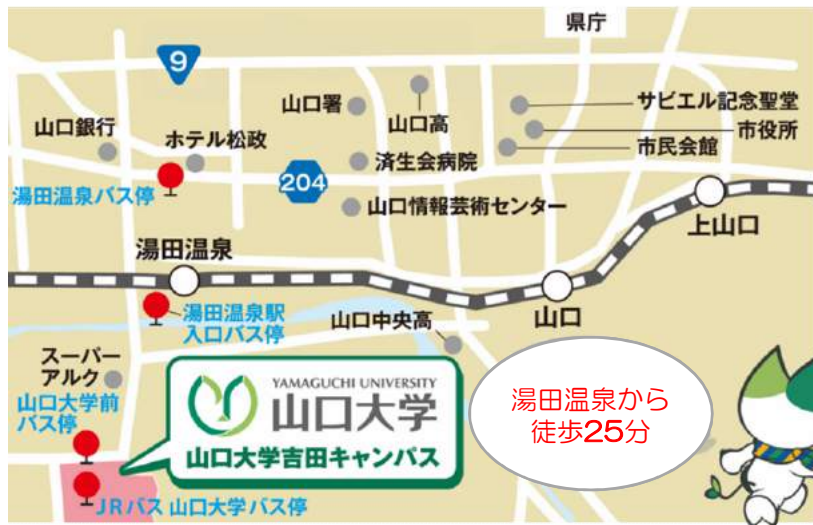 県庁
9
山口署
山口高
サビエル記念聖堂
市役所
市民会館
山口銀行
ホテル松政
済生会病院
204
湯田温泉バス停
山口情報芸術センター
上山口
湯田温泉
山口
湯田温泉駅
入口バス停
山口中央高
スーパー
アルク
山口大学前
バス停
YAMAGUCHI UNIVERSITY
山口大学
山口大学吉田キャンパス
湯田温泉から
徒歩25分
JRバス 山口大学バス停